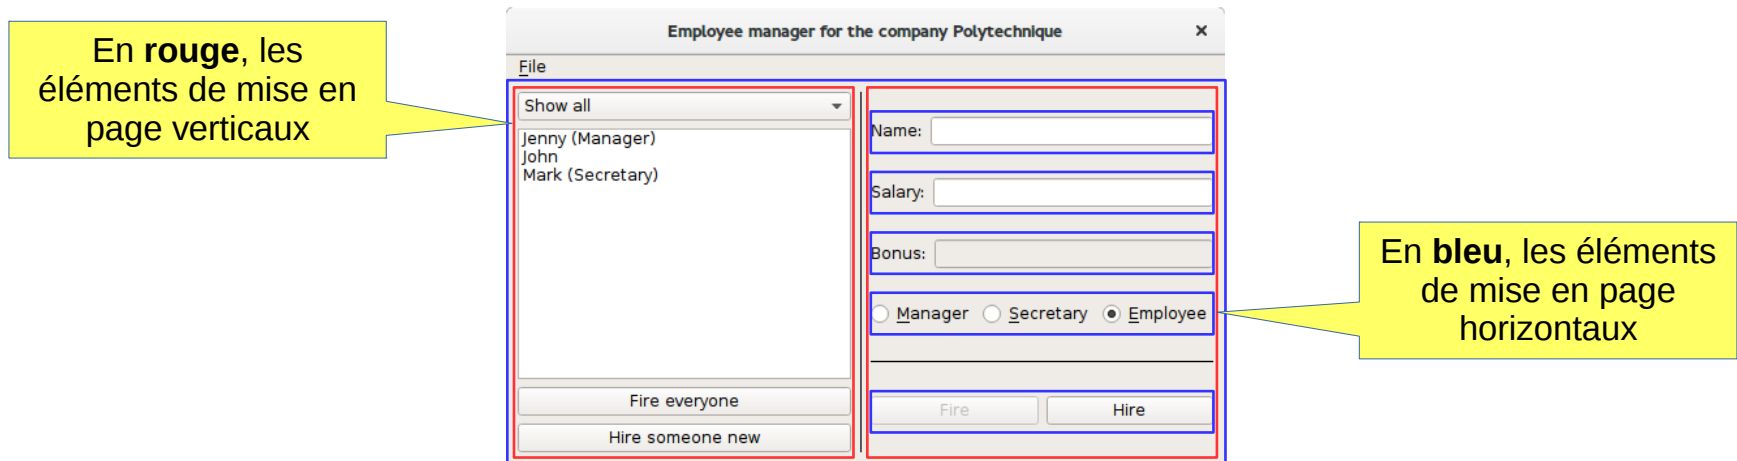 En rouge, les
éléments de mise en
page verticaux
Employee manager for the company Polytechnique
File
Show all
Jenny (Manager)
John
Mark (Secretary)
Fire everyone
Hire someone new
Name:
Salary:
Bonus:
Manager Secretary Employee
Fire Hire
En bleu, les éléments
de mise en page
horizontaux